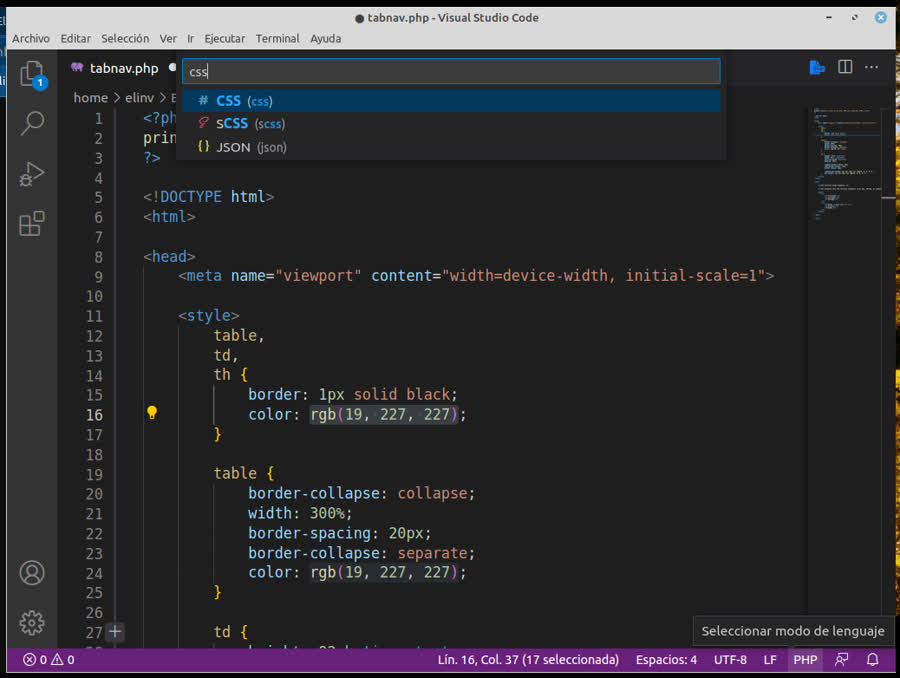 tabnav.php - Visual Studio Code
Archivo Editar Selección Ver Ir Ejecutar Terminal Ayuda
tabnav.php
css
home > elinv >
CSS (css)
SCSS (scss)
JSON (json)
1
1 <?ph
2 prin
3 ?>
4
5 <!DOCTYPE html>
6 <html>
7
8 <head>
9 <meta name="viewport" content="width=device-width, initial-scale=1">
10
11 <style>
12 table,
13 td,
14 th {
15 border: 1px solid black;
16 color: rgb(19, 227, 227);
17 }
18
19 table {
20 border-collapse: collapse;
21 width: 300%;
22 border-spacing: 20px;
23 border-collapse: separate;
24 color: rgb(19, 227, 227);
25 }
26
27 td {
Seleccionar modo de lenguaje
0 0 Lín. 16, Col. 37 (17 seleccionada) Espacios: 4 UTF-8 LF PHP